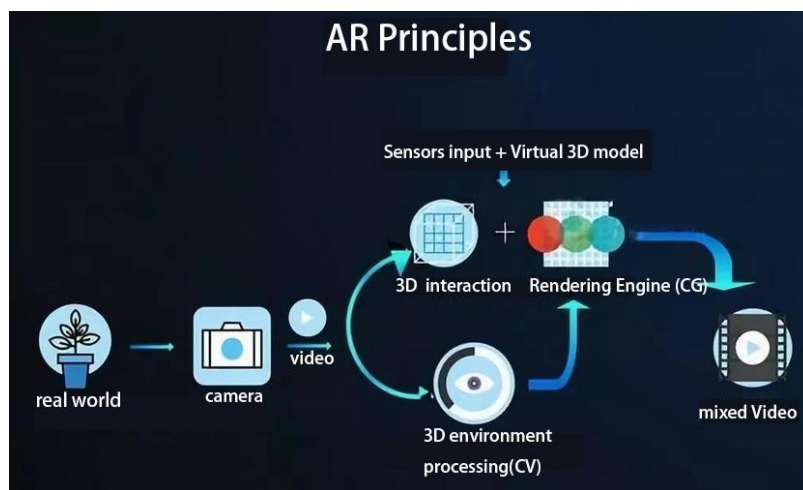 AR Principles
Sensors input + Virtual 3D model
3D interaction
Rendering Engine (CG)
video
real world
camera
mixed Video
3D environment
processing(CV)